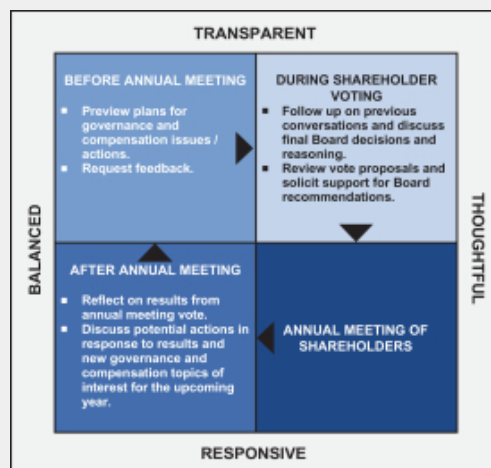 TRANSPARENT
BEFORE ANNUAL MEETING
▪ Preview plans for
governance and
compensation issues /
actions.
▪ Request feedback.
DURING SHAREHOLDER
VOTING
▪ Follow up on previous
conversations and discuss
final Board decisions and
reasoning.
▪ Review vote proposals and
solicit support for Board
recommendations.
BALANCED
THOUGHTFUL
AFTER ANNUAL MEETING
▪ Reflect on results from
annual meeting vote.
▪ Discuss potential actions in
response to results and
new governance and
compensation topics of
interest for the upcoming
year.
ANNUAL MEETING OF
SHAREHOLDERS
RESPONSIVE